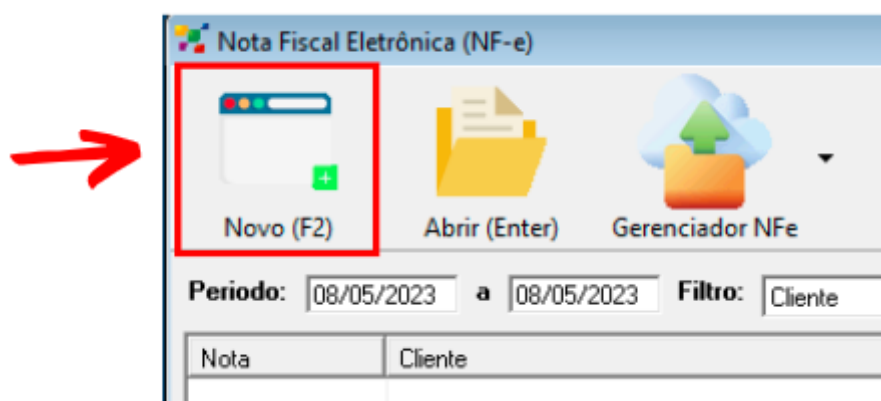 Nota Fiscal Eletrônica (NF-e)
Novo (F2) Abrir (Enter) Gerenciador NFe
Periodo: 08/05/2023 a 08/05/2023 Filtro: Cliente
Nota Cliente